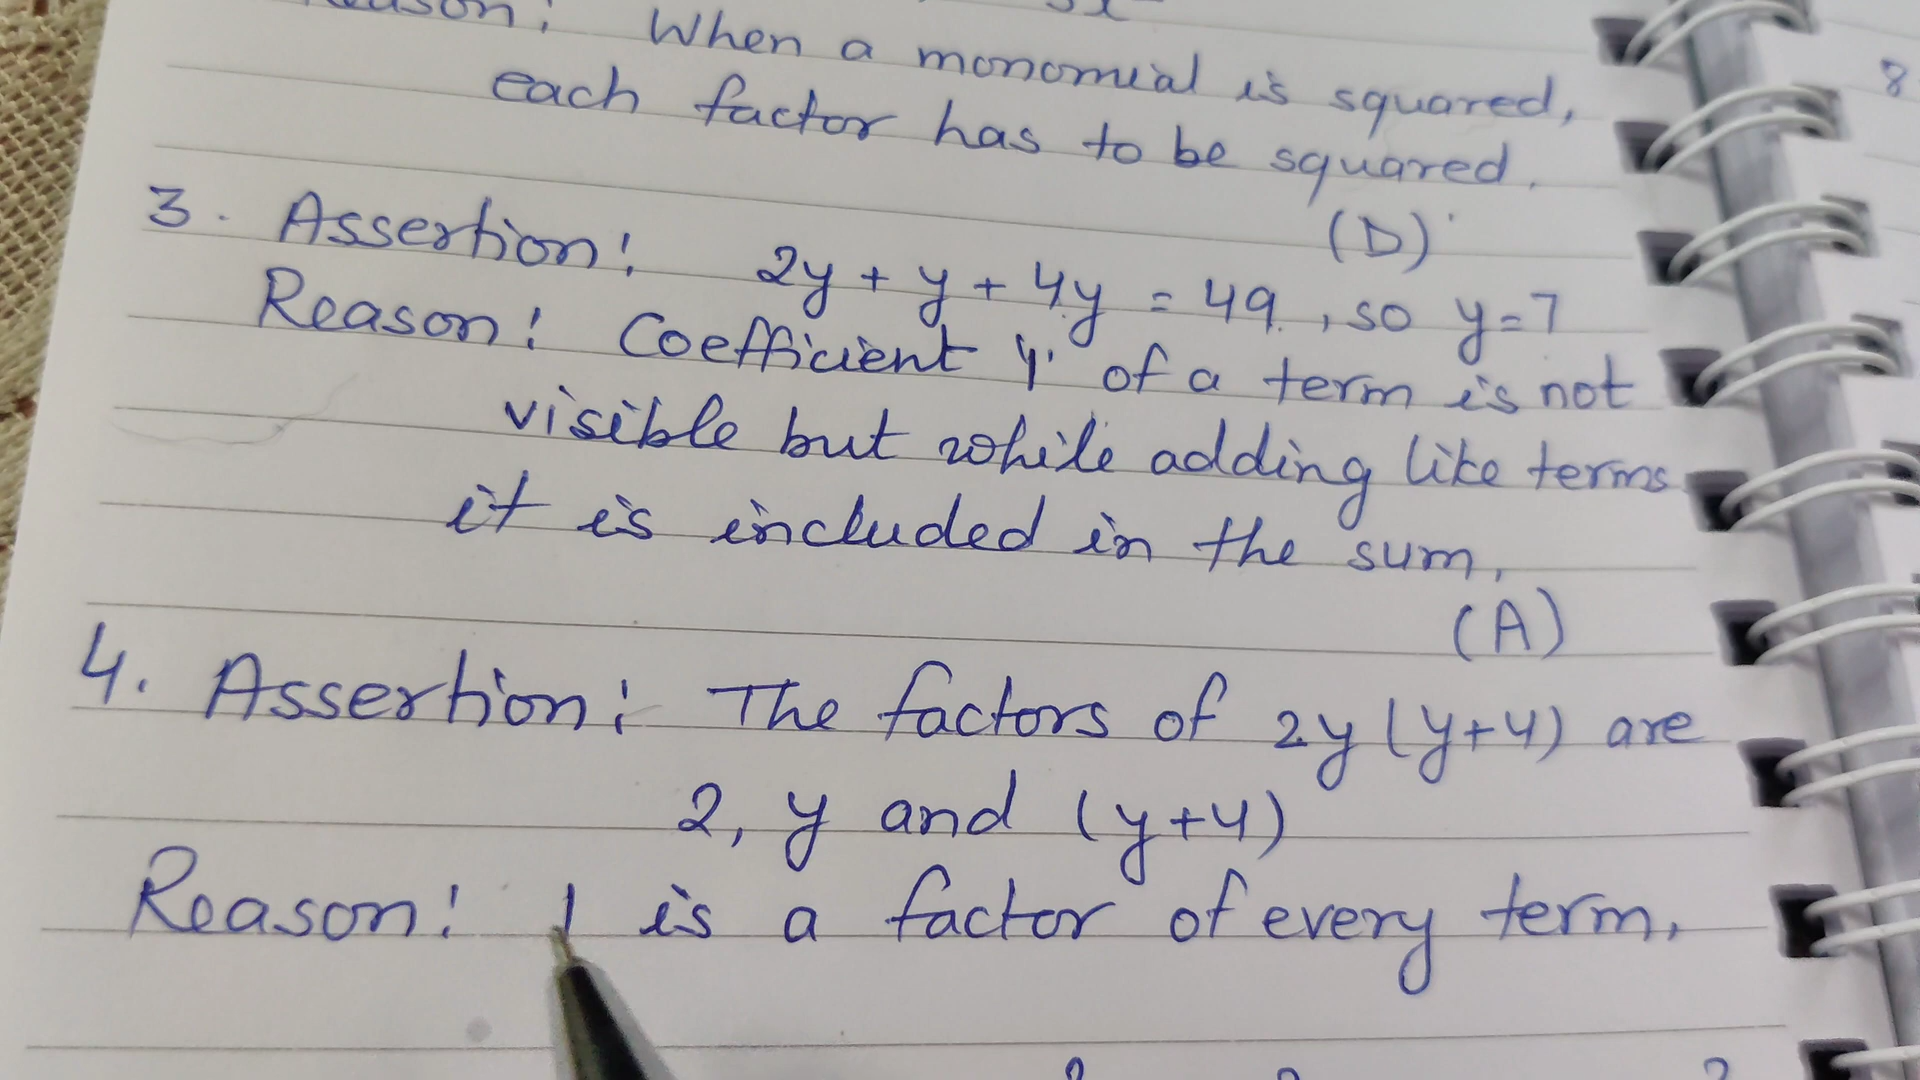 Reason: When a monomial is squared,
each factor has to be squared.
(D)
3. Assertion: 2y + y + 4y = 49, so y=7
Reason: Coefficient '1' of a term is not
visible but while adding like terms
it is included in the sum.
(A)
4. Assertion: The factors of 2y(y+4) are
2, y and (y+4)
Reason: 1 is a factor of every term.
8